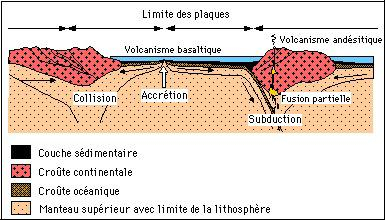 Limite des plaques
Volcanisme andésitique
Volcanisme basaltique
Collision
Accrétion
Fusion partielle
Subduction
Couche sédimentaire
Croûte continentale
Croûte océanique
Manteau supérieur avec limite de la lithosphère